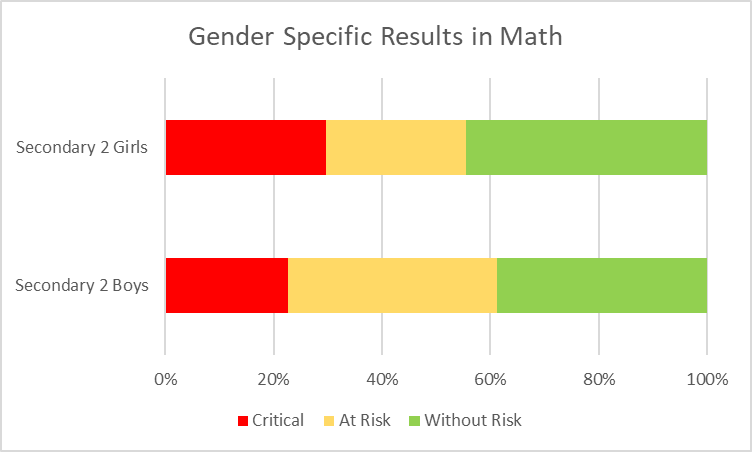 Gender Specific Results in Math
Secondary 2 Girls
Secondary 2 Boys
0% 20% 40% 60% 80% 100%
Critical At Risk Without Risk